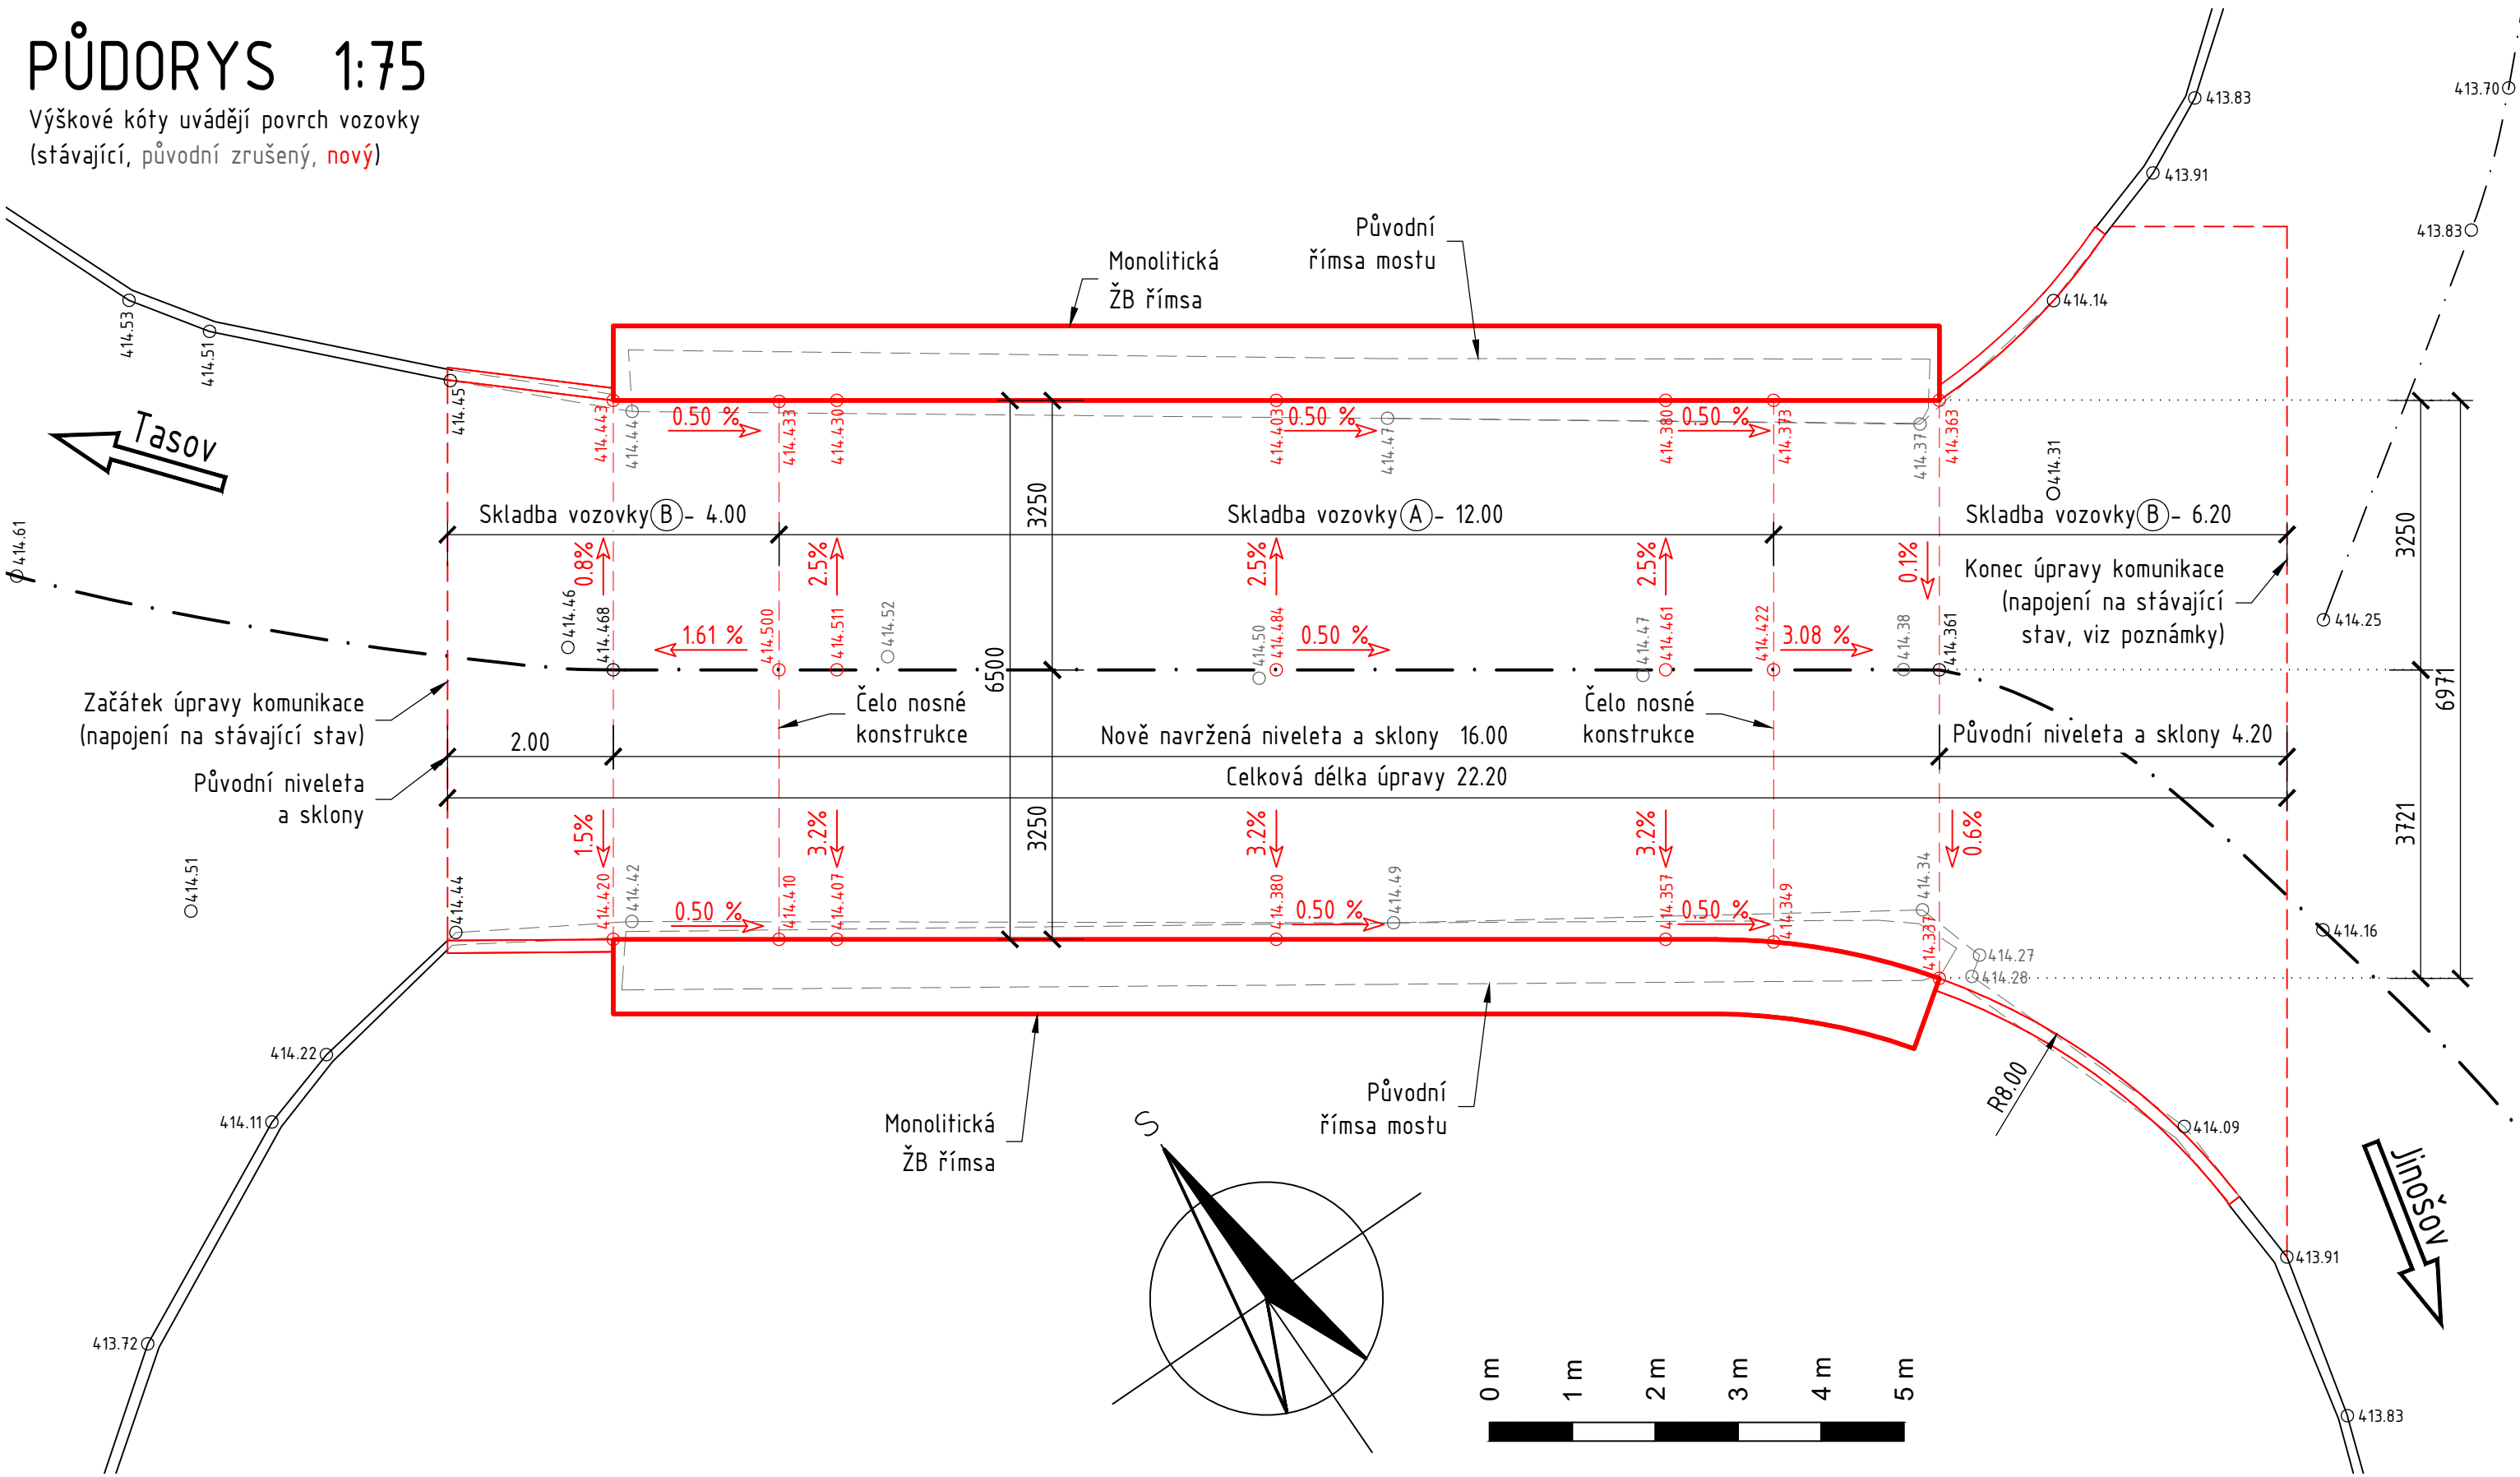 PŮDORYS 1:75
Výškové kóty uvádějí povrch vozovky
(stávající, původní zrušený, nový)
413.83
413.70
413.91
413.83
Původní
římsa mostu
Monolitická
ŽB římsa
414.53
414.51
414.45
414.14
Tasov
414.443
414.44
0.50 %
414.433
414.430
414.403
0.50 %
414.47
414.380
0.50 %
414.373
414.37
414.363
414.31
3250
Skladba vozovky B - 4.00
Skladba vozovky A - 12.00
Skladba vozovky B - 6.20
3250
414.61
0.8%
2.5%
2.5%
2.5%
0.1%
Konec úpravy komunikace
(napojení na stávající
stav, viz poznámky)
414.25
414.46
414.468
1.61 %
414.500
414.511
414.52
414.50
414.484
0.50 %
414.47
414.461
414.422
3.08 %
414.38
414.361
6500
6971
Začátek úpravy komunikace
(napojení na stávající stav)
Čelo nosné
konstrukce
Čelo nosné
konstrukce
2.00
Nově navržená niveleta a sklony 16.00
Původní niveleta a sklony 4.20
Původní niveleta
a sklony
Celková délka úpravy 22.20
1.5%
3.2%
3250
3.2%
3.2%
0.6%
3721
414.51
414.44
414.420
414.42
0.50 %
414.410
414.407
414.380
0.50 %
414.49
414.357
0.50 %
414.349
414.34
414.337
414.16
414.27
414.28
414.22
414.11
R8.00
Původní
římsa mostu
Monolitická
ŽB římsa
S
414.09
Jinošov
413.91
413.72
0 m
1 m
2 m
3 m
4 m
5 m
413.83